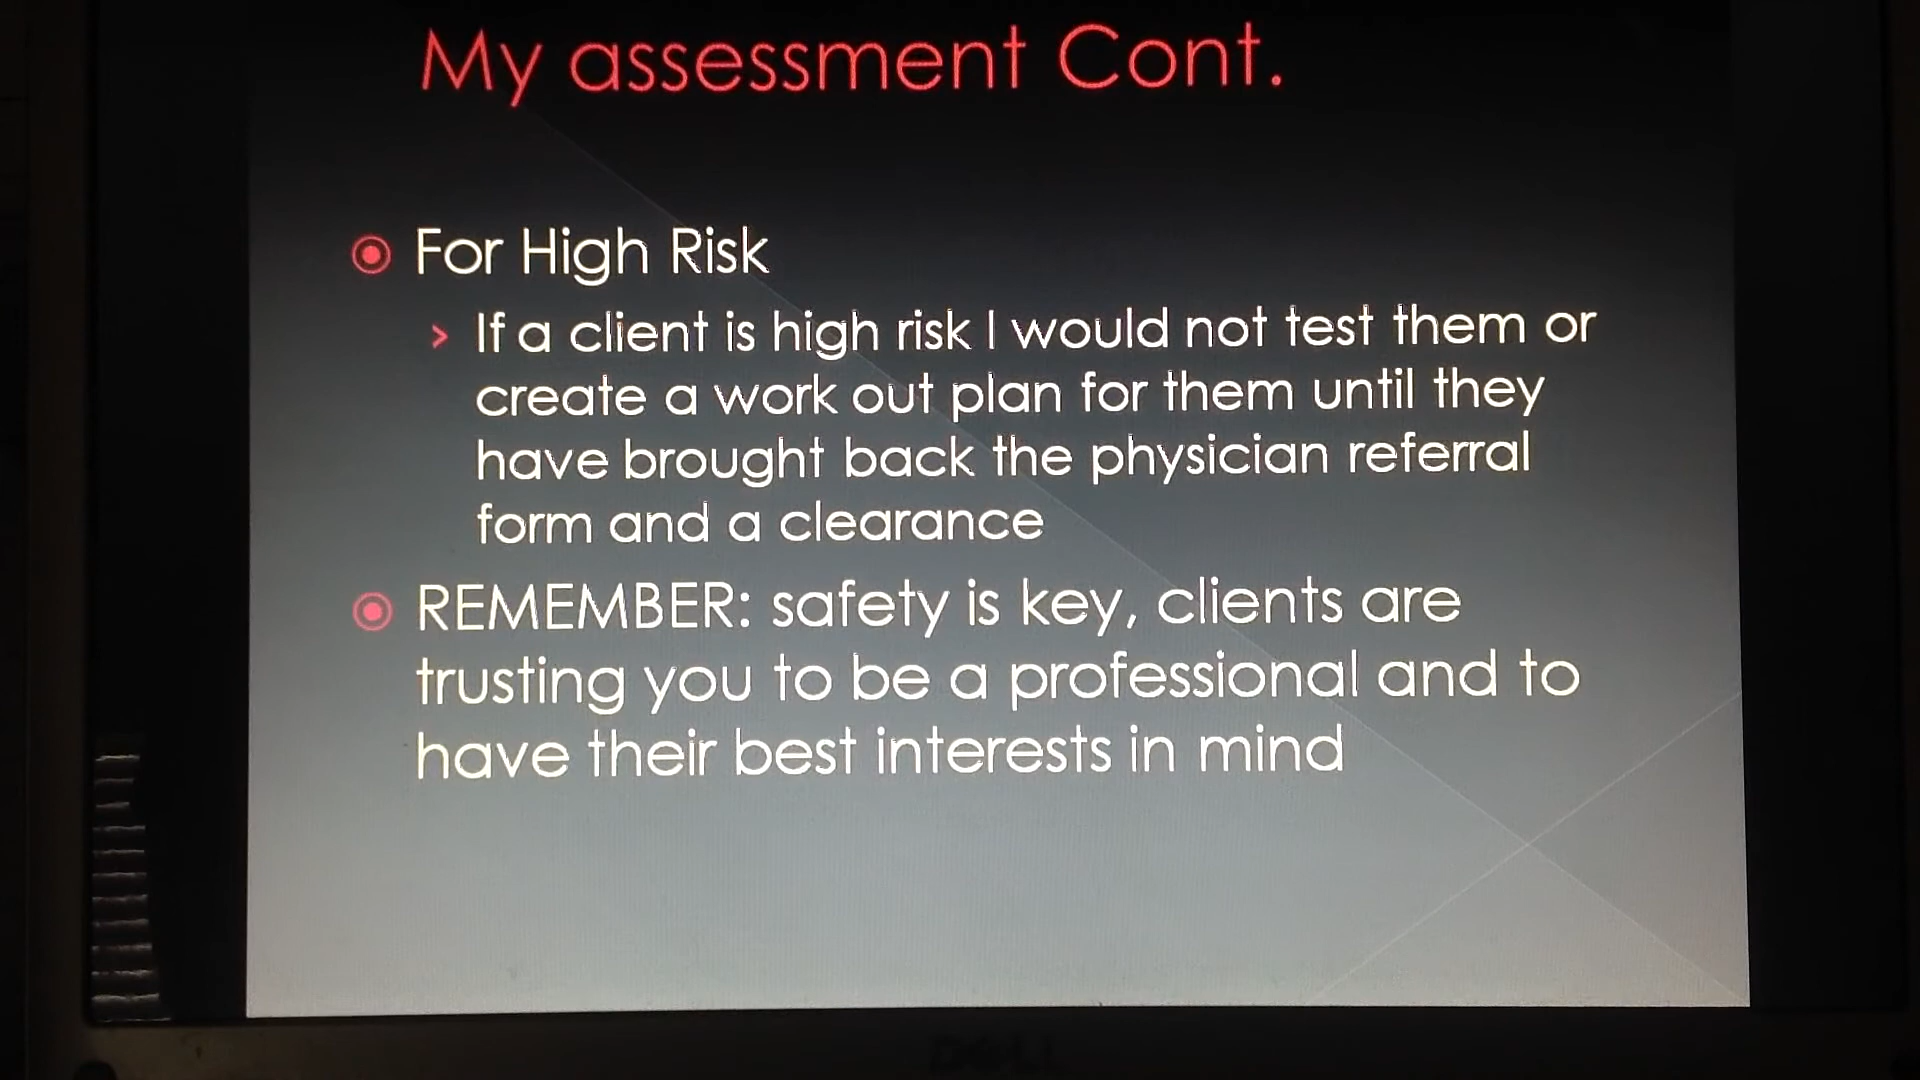 My assessment Cont.
For High Risk
If a client is high risk I would not test them or
create a work out plan for them until they
have brought back the physician referral
form and a clearance
REMEMBER: safety is key, clients are
trusting you to be a professional and to
have their best interests in mind
DELL